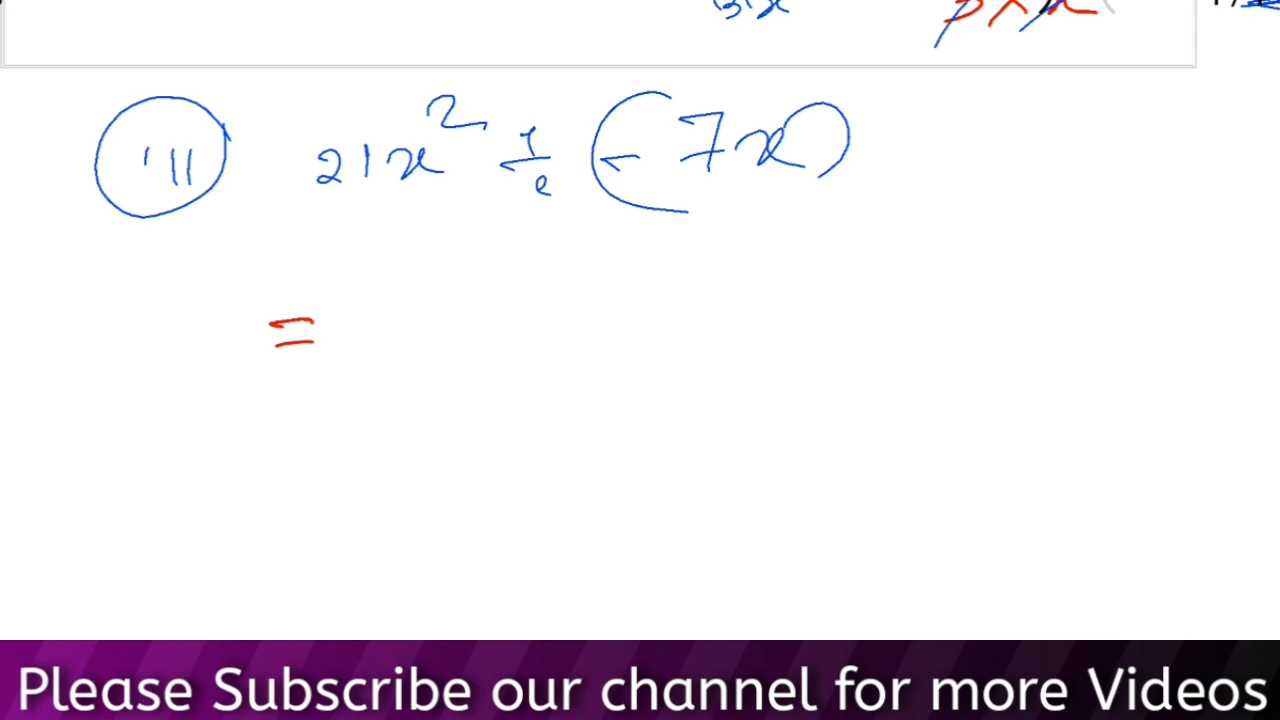 iii 21x² ÷ (-7x)
=
Please Subscribe our channel for more Videos